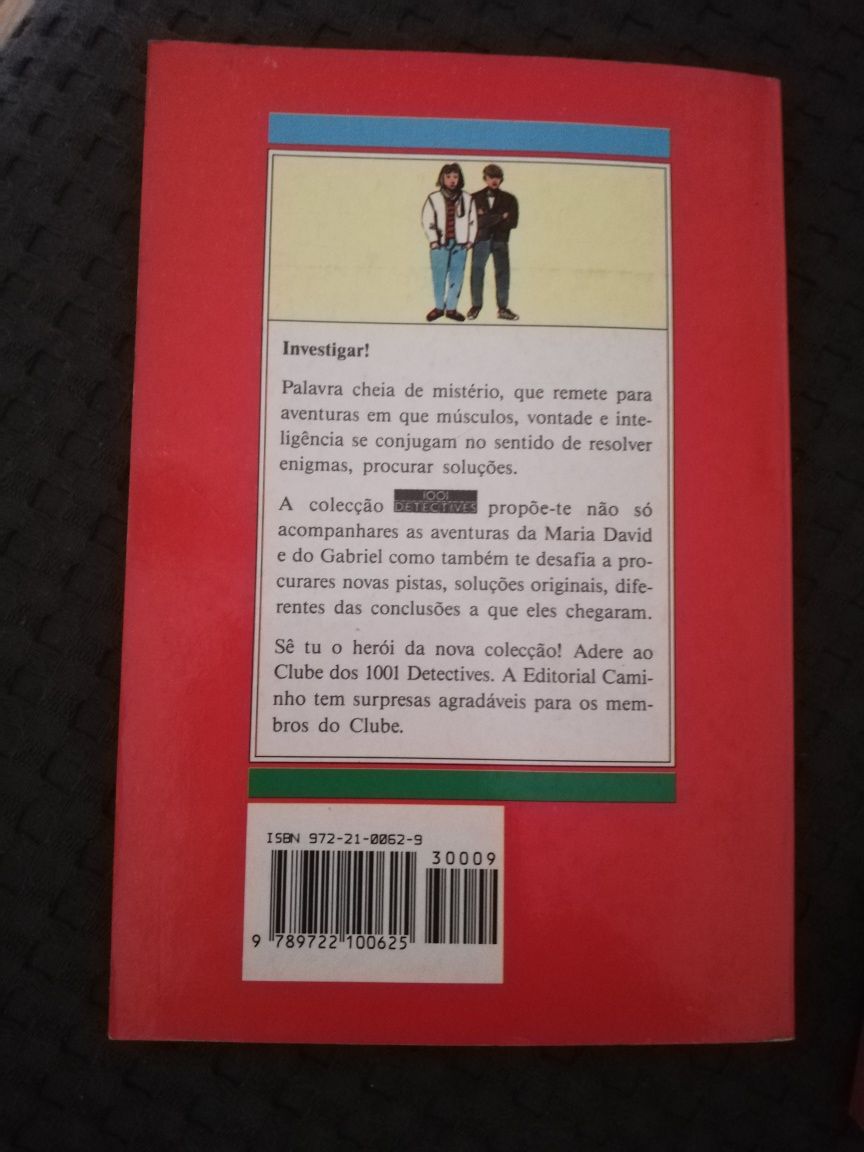 Investigar!
Palavra cheia de mistério, que remete para
aventuras em que músculos, vontade e inte-
ligência se conjugam no sentido de resolver
enigmas, procurar soluções.
A colecção 1001 DETECTIVES propõe-te não só
acompanhares as aventuras da Maria David
e do Gabriel como também te desafia a pro-
curares novas pistas, soluções originais, dife-
rentes das conclusões a que eles chegaram.
Sê tu o herói da nova colecção! Adere ao
Clube dos 1001 Detectives. A Editorial Cami-
nho tem surpresas agradáveis para os mem-
bros do Clube.
ISBN 972-21-0062-9
30009
9 789722 100625